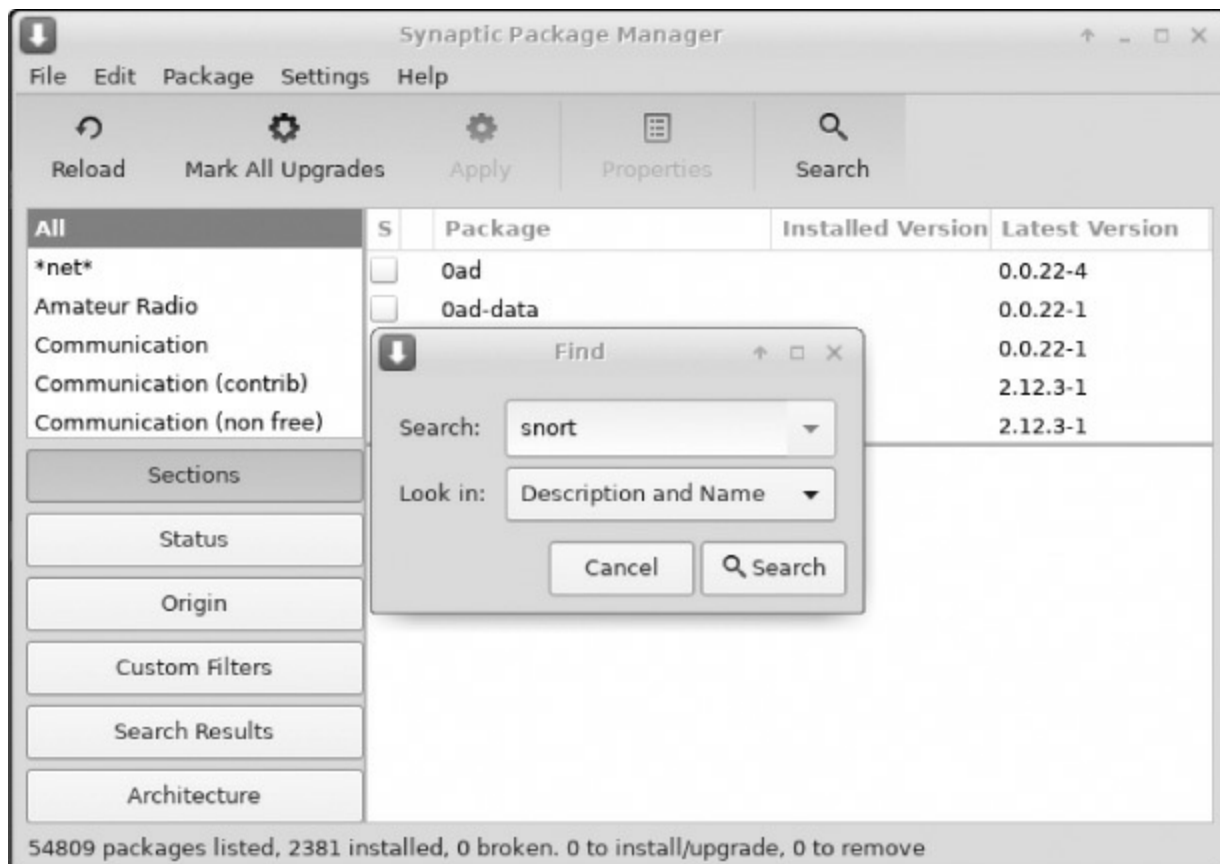 Synaptic Package Manager
File Edit Package Settings Help
Reload Mark All Upgrades Apply Properties Search
All
*net*
Amateur Radio
Communication
Communication (contrib)
Communication (non free)
S Package Installed Version Latest Version
0ad 0.0.22-4
0ad-data 0.0.22-1
0.0.22-1
2.12.3-1
2.12.3-1
Find
Search: snort
Look in: Description and Name
Cancel Search
Sections
Status
Origin
Custom Filters
Search Results
Architecture
54809 packages listed, 2381 installed, 0 broken. 0 to install/upgrade, 0 to remove